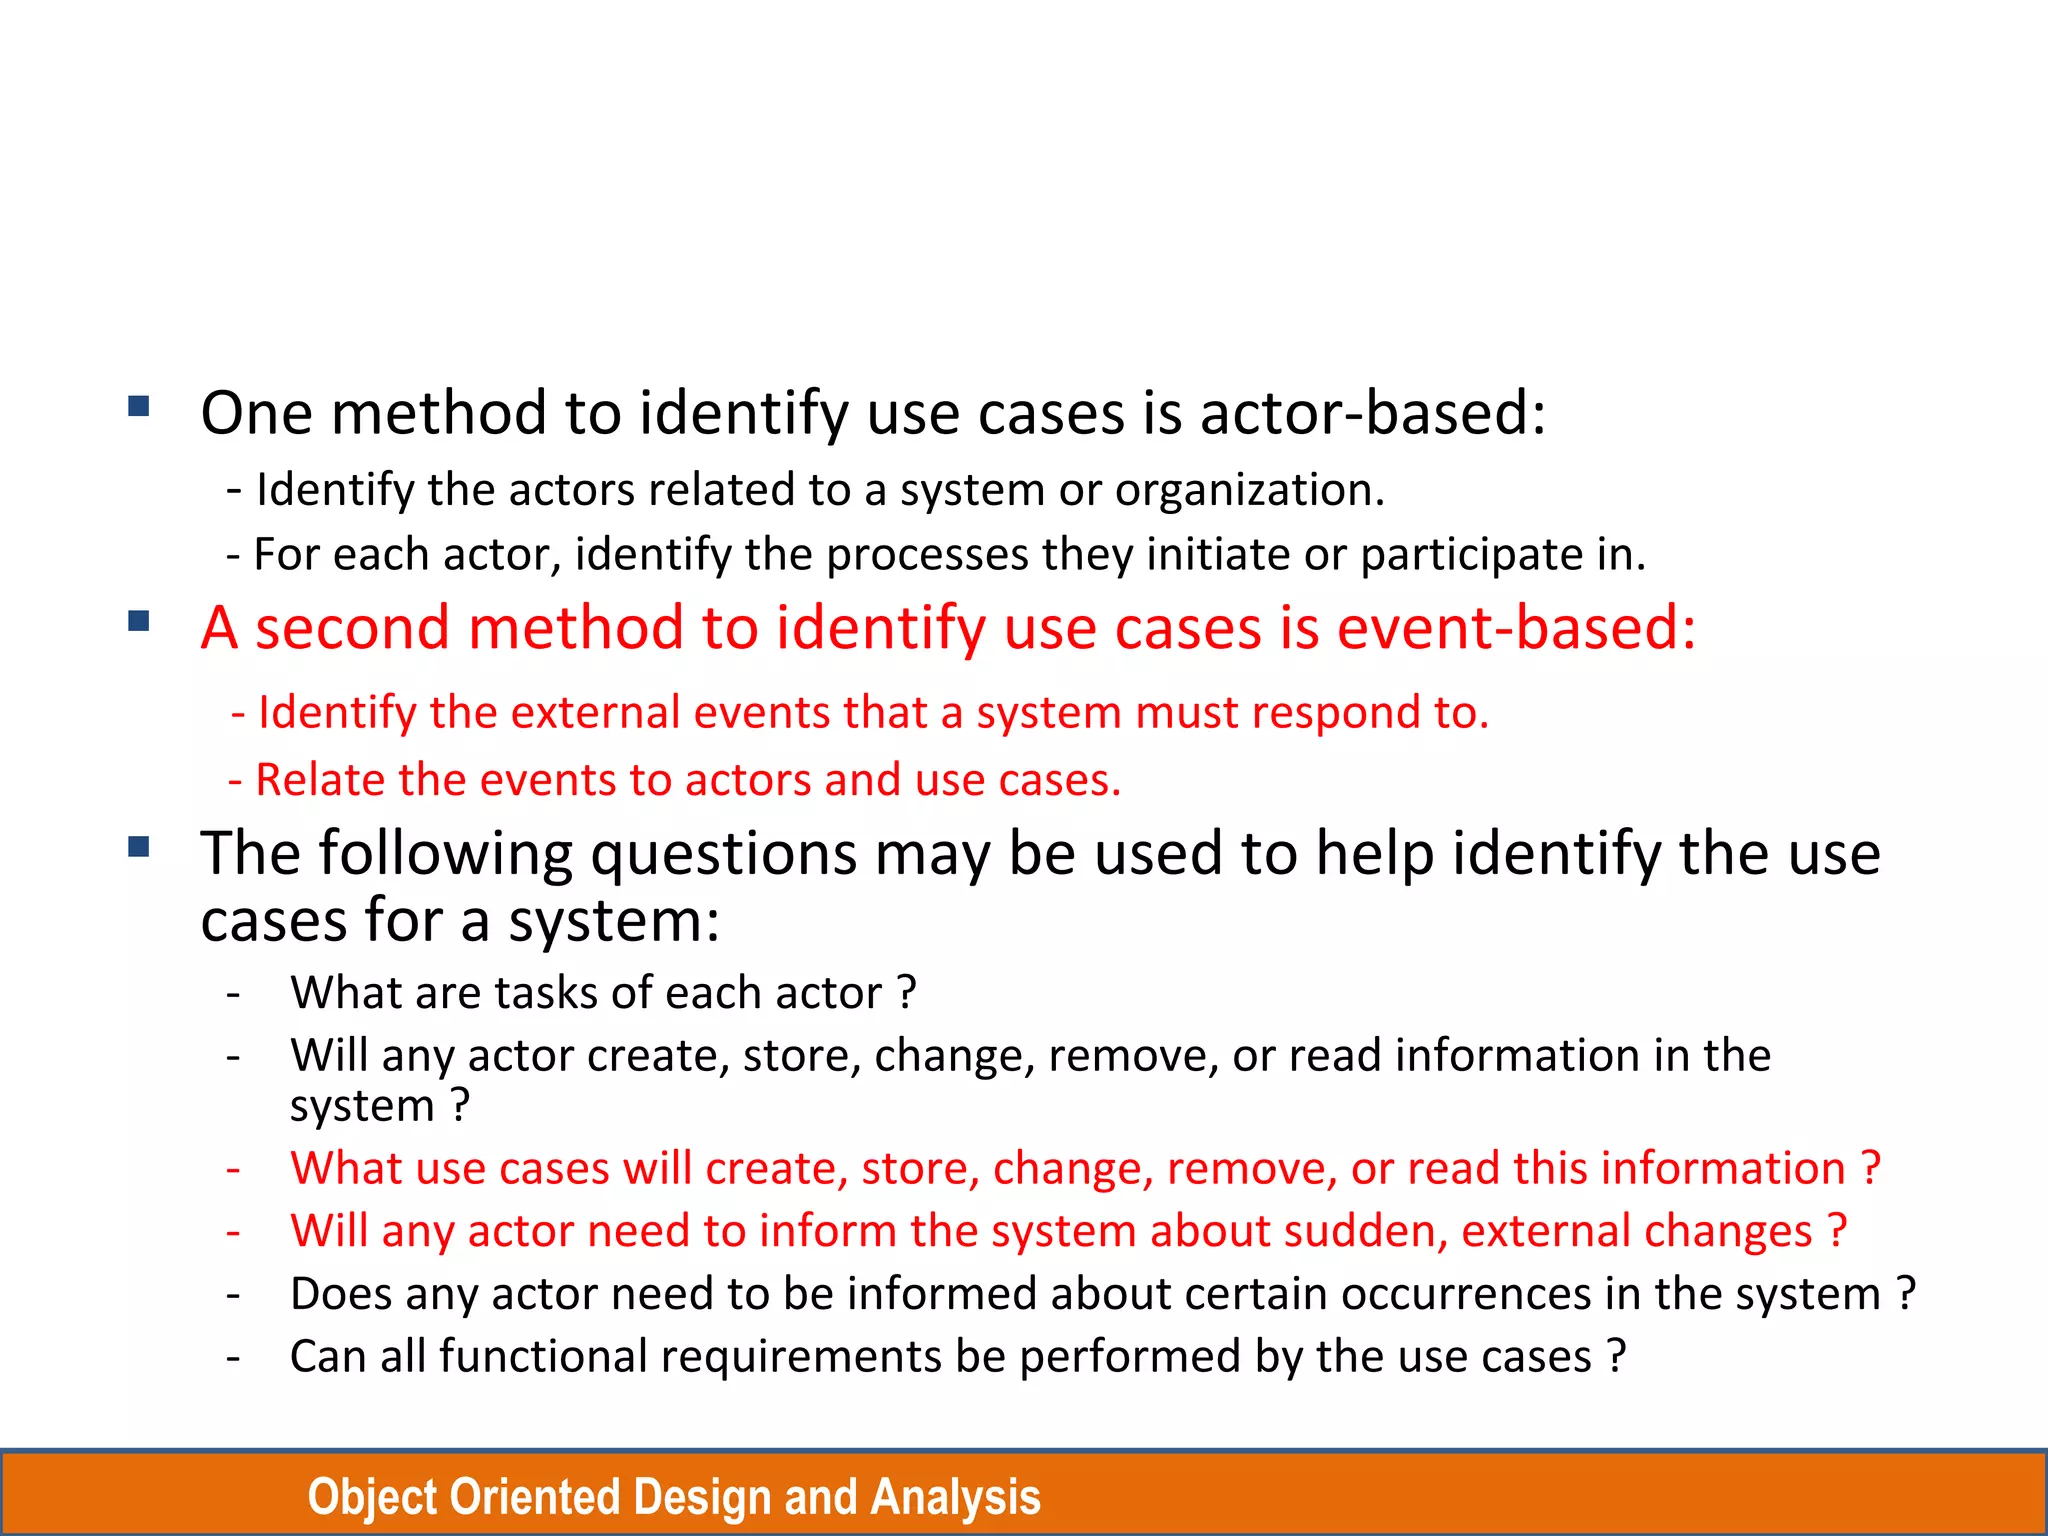 ▪ One method to identify use cases is actor-based:
- Identify the actors related to a system or organization.
- For each actor, identify the processes they initiate or participate in.
▪ A second method to identify use cases is event-based:
- Identify the external events that a system must respond to.
- Relate the events to actors and use cases.
▪ The following questions may be used to help identify the use
cases for a system:
- What are tasks of each actor ?
- Will any actor create, store, change, remove, or read information in the
system ?
- What use cases will create, store, change, remove, or read this information ?
- Will any actor need to inform the system about sudden, external changes ?
- Does any actor need to be informed about certain occurrences in the system ?
- Can all functional requirements be performed by the use cases ?
Object Oriented Design and Analysis